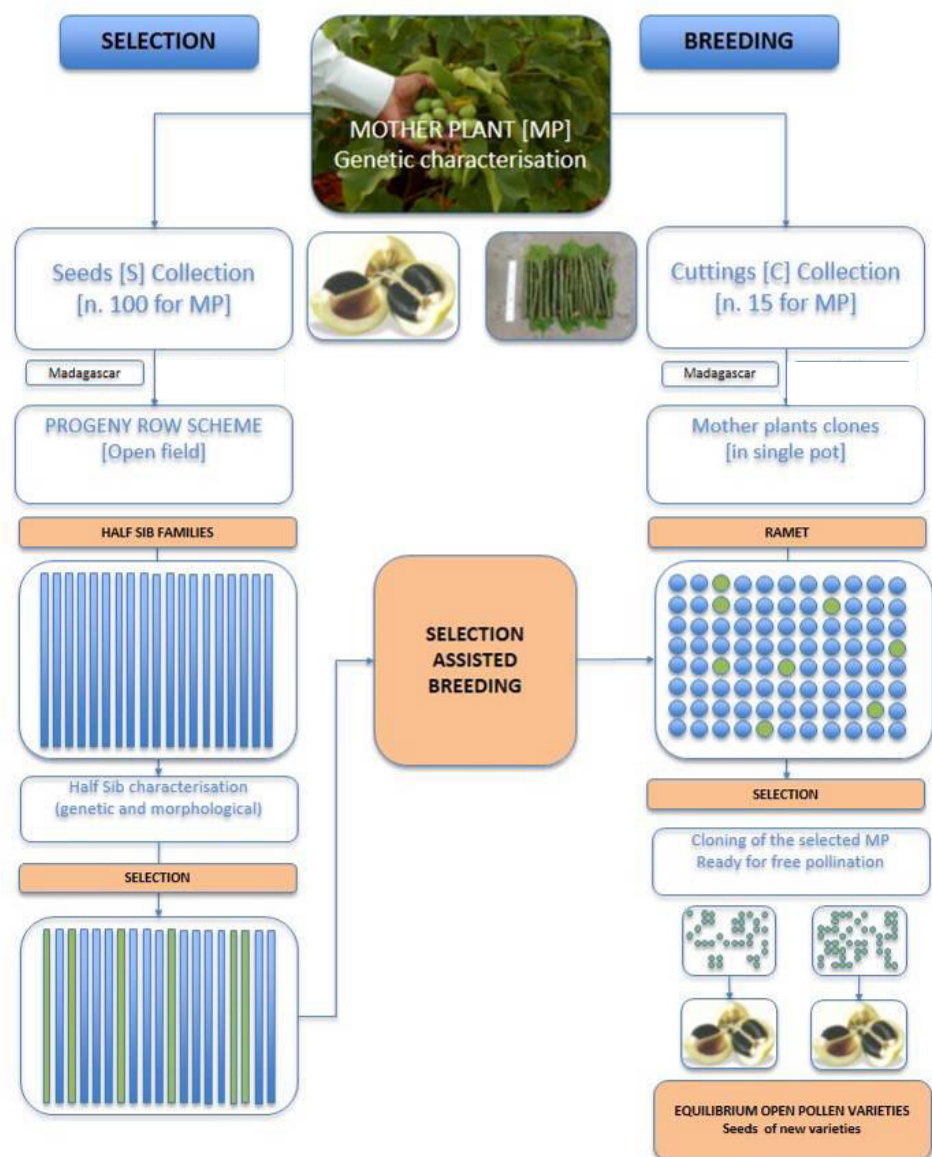 SELECTION
BREEDING
MOTHER PLANT [MP]
Genetic characterisation
Seeds [S] Collection
[n. 100 for MP]
Cuttings [C] Collection
[n. 15 for MP]
Madagascar
Madagascar
PROGENY ROW SCHEME
[Open field]
Mother plants clones
[in single pot]
HALF SIB FAMILIES
RAMET
SELECTION
ASSISTED
BREEDING
Half Sib characterisation
(genetic and morphological)
SELECTION
SELECTION
Cloning of the selected MP
Ready for free pollination
EQUILIBRIUM OPEN POLLEN VARIETIES
Seeds of new varieties